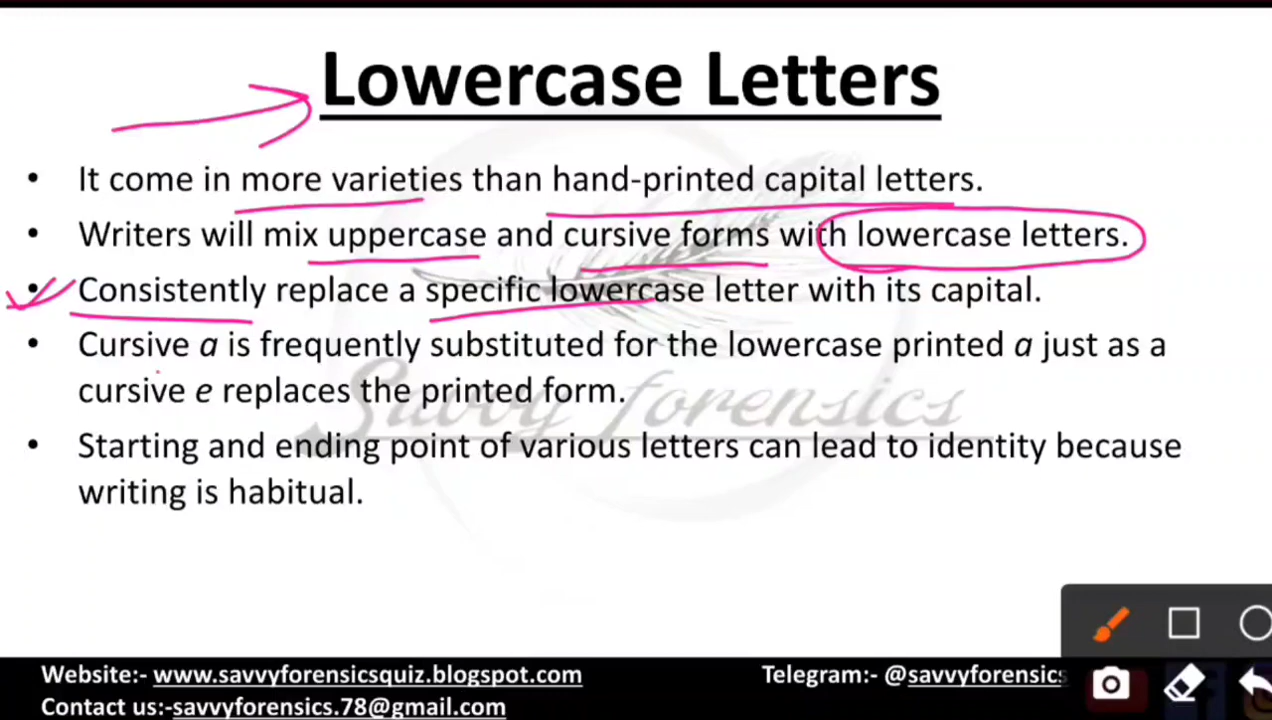 Lowercase Letters
• It come in more varieties than hand-printed capital letters.
• Writers will mix uppercase and cursive forms with lowercase letters.
• Consistently replace a specific lowercase letter with its capital.
• Cursive a is frequently substituted for the lowercase printed a just as a
cursive e replaces the printed form.
• Starting and ending point of various letters can lead to identity because
writing is habitual.
Savvy forensics
Website:- www.savvyforensicsquiz.blogspot.com
Telegram:- @savvyforensics
Contact us:-savvyforensics.78@gmail.com